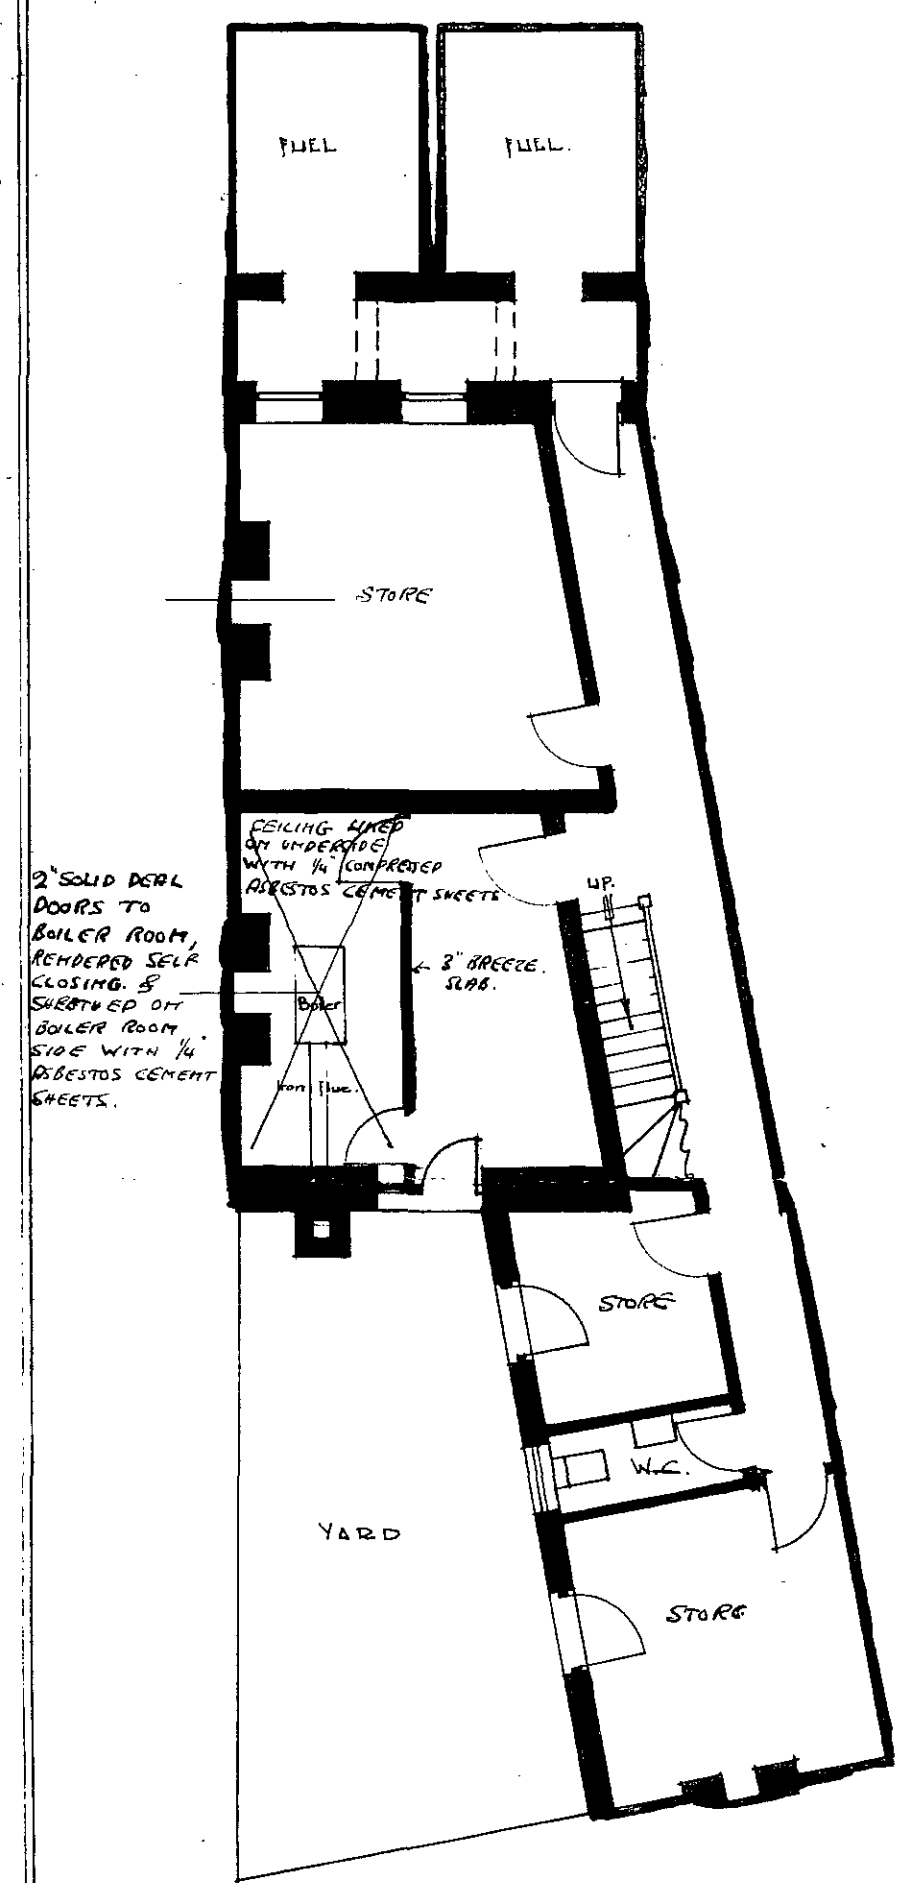 FUEL
FUEL.
STORE
CEILING LINED
ON UNDERSIDE
WITH 1/4" COMPRESSED
ASBESTOS CEMENT SHEETS
2" SOLID DEAL
DOORS TO
BOILER ROOM,
RENDERED SELF
CLOSING. &
SHEATHED ON
BOILER ROOM
SIDE WITH 1/4"
ASBESTOS CEMENT
SHEETS.
UP.
3" BREEZE.
SLAB.
Boiler
Iron Flue.
STORE
W.C.
YARD
STORE